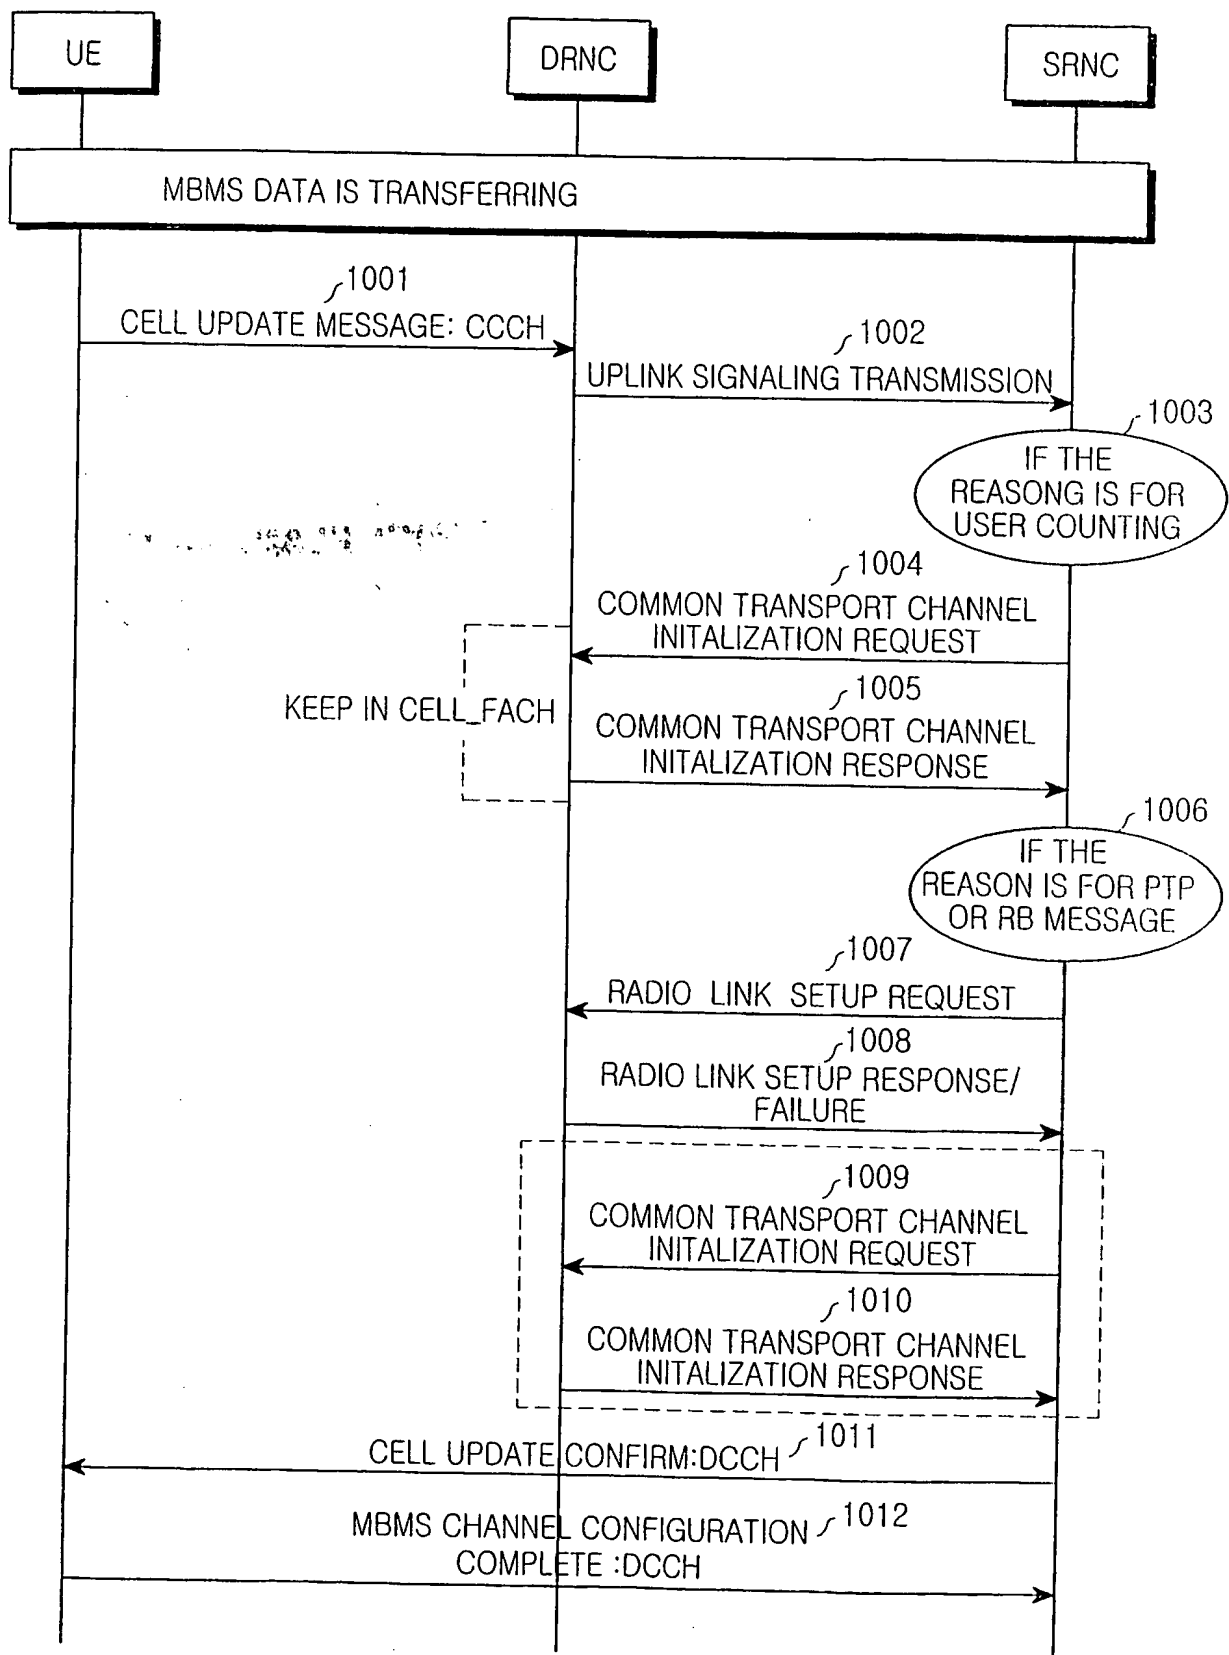 UE
DRNC
SRNC
MBMS DATA IS TRANSFERRING
1001
CELL UPDATE MESSAGE: CCCH
1002
UPLINK SIGNALING TRANSMISSION
1003
IF THE
REASONG IS FOR
USER COUNTING
1004
COMMON TRANSPORT CHANNEL
INITALIZATION REQUEST
KEEP IN CELL_FACH
1005
COMMON TRANSPORT CHANNEL
INITALIZATION RESPONSE
1006
IF THE
REASON IS FOR PTP
OR RB MESSAGE
1007
RADIO LINK SETUP REQUEST
1008
RADIO LINK SETUP RESPONSE/
FAILURE
1009
COMMON TRANSPORT CHANNEL
INITALIZATION REQUEST
1010
COMMON TRANSPORT CHANNEL
INITALIZATION RESPONSE
1011
CELL UPDATE CONFIRM:DCCH
1012
MBMS CHANNEL CONFIGURATION
COMPLETE :DCCH